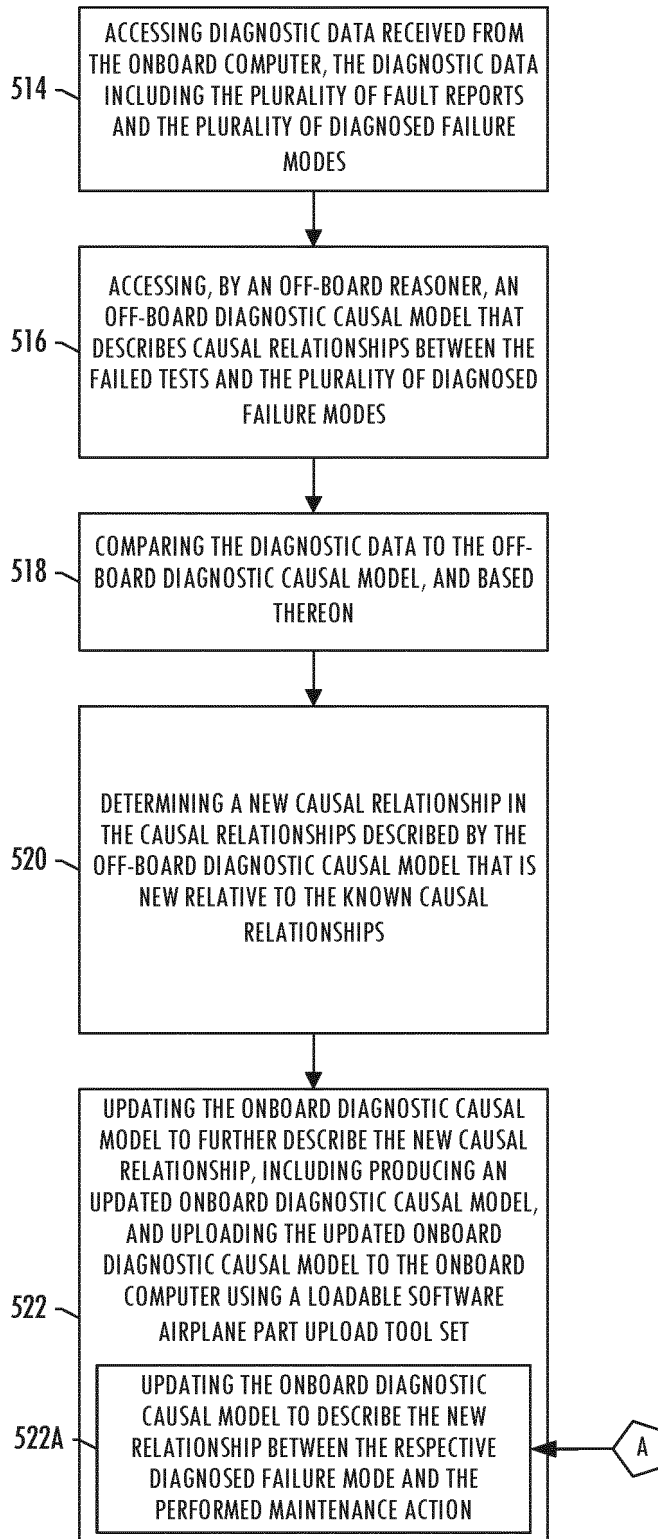 514
ACCESSING DIAGNOSTIC DATA RECEIVED FROM
THE ONBOARD COMPUTER, THE DIAGNOSTIC DATA
INCLUDING THE PLURALITY OF FAULT REPORTS
AND THE PLURALITY OF DIAGNOSED FAILURE
MODES
516
ACCESSING, BY AN OFF-BOARD REASONER, AN
OFF-BOARD DIAGNOSTIC CAUSAL MODEL THAT
DESCRIBES CAUSAL RELATIONSHIPS BETWEEN THE
FAILED TESTS AND THE PLURALITY OF DIAGNOSED
FAILURE MODES
518
COMPARING THE DIAGNOSTIC DATA TO THE OFF-
BOARD DIAGNOSTIC CAUSAL MODEL, AND BASED
THEREON
520
DETERMINING A NEW CAUSAL RELATIONSHIP IN
THE CAUSAL RELATIONSHIPS DESCRIBED BY THE
OFF-BOARD DIAGNOSTIC CAUSAL MODEL THAT IS
NEW RELATIVE TO THE KNOWN CAUSAL
RELATIONSHIPS
522
UPDATING THE ONBOARD DIAGNOSTIC CAUSAL
MODEL TO FURTHER DESCRIBE THE NEW CAUSAL
RELATIONSHIP, INCLUDING PRODUCING AN
UPDATED ONBOARD DIAGNOSTIC CAUSAL MODEL,
AND UPLOADING THE UPDATED ONBOARD
DIAGNOSTIC CAUSAL MODEL TO THE ONBOARD
COMPUTER USING A LOADABLE SOFTWARE
AIRPLANE PART UPLOAD TOOL SET
522A
UPDATING THE ONBOARD DIAGNOSTIC
CAUSAL MODEL TO DESCRIBE THE NEW
RELATIONSHIP BETWEEN THE RESPECTIVE
DIAGNOSED FAILURE MODE AND THE
PERFORMED MAINTENANCE ACTION
A